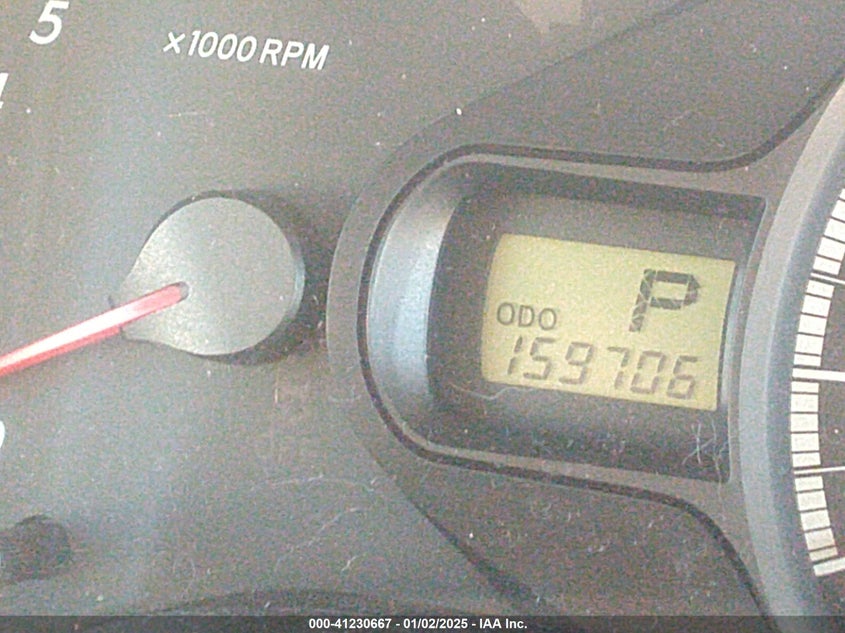 5
x1000 RPM
P
ODO
159706
000-41230667 - 01/02/2025 - IAA Inc.